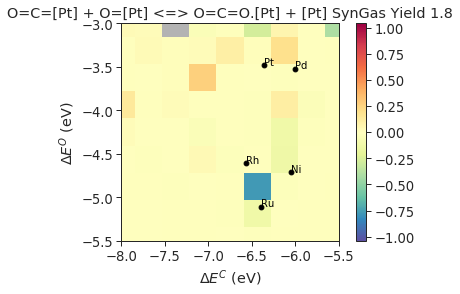 O=C=[Pt] + O=[Pt] <=> O=C=O.[Pt] + [Pt] SynGas Yield 1.8
−3.0
−3.5
−4.0
−4.5
−5.0
−5.5
ΔE^O (eV)
Pt
Pd
Rh
Ni
Ru
−8.0 −7.5 −7.0 −6.5 −6.0 −5.5
ΔE^C (eV)
1.00
0.75
0.50
0.25
0.00
−0.25
−0.50
−0.75
−1.00